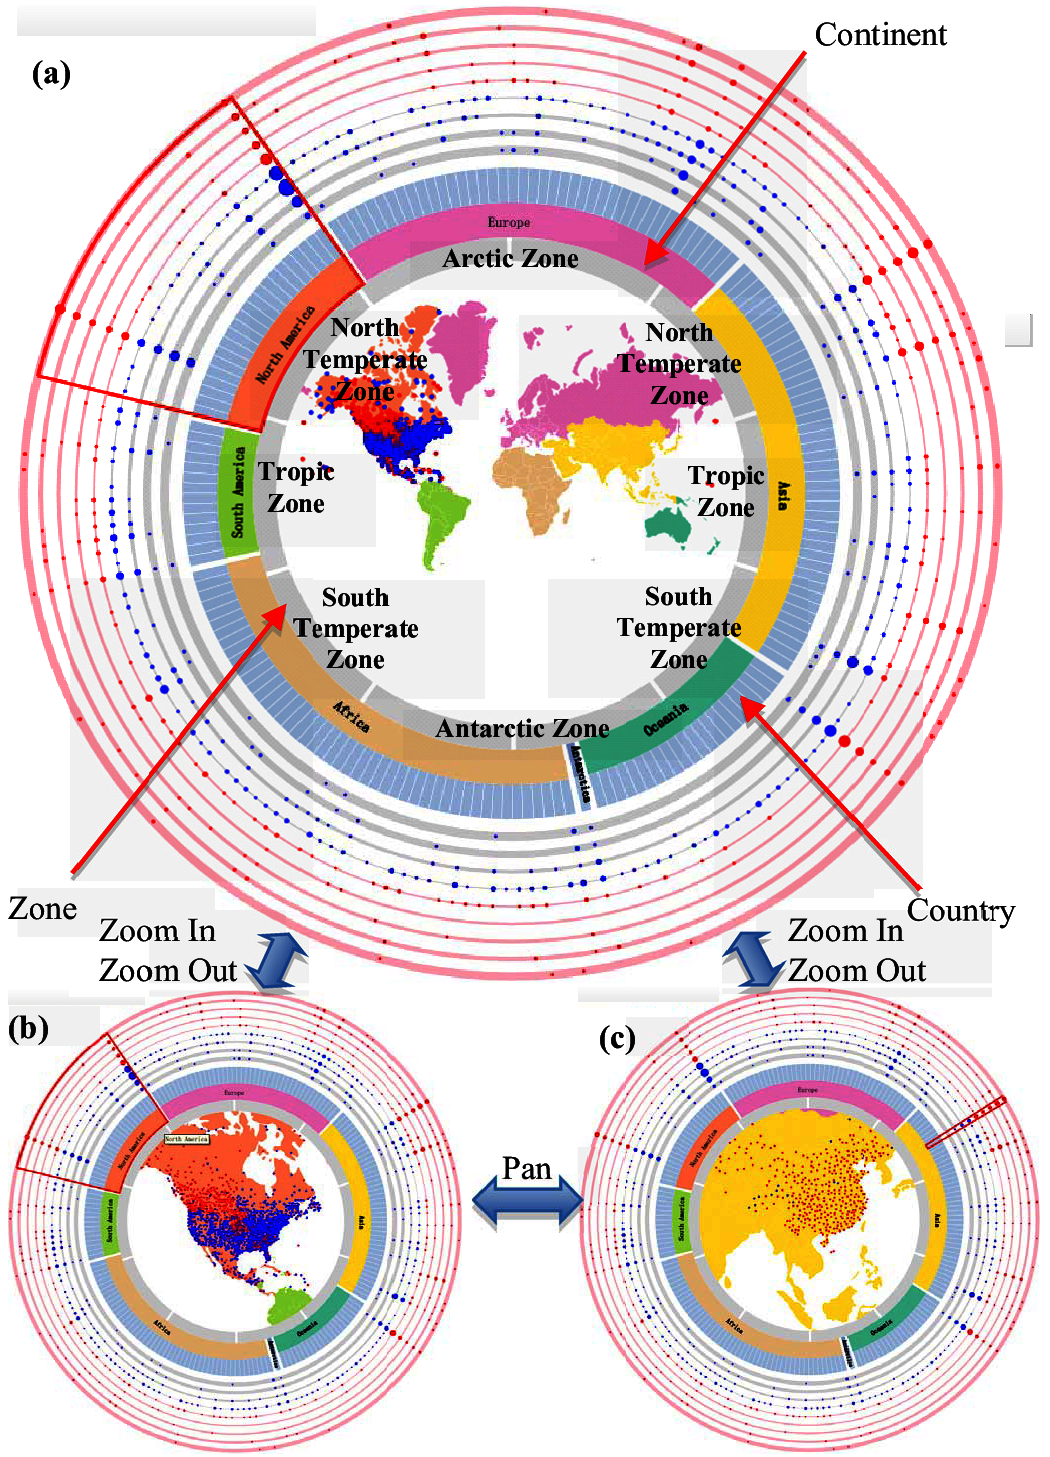 Continent
(a)
Europe
Arctic Zone
North
Temperate
Zone
North
Temperate
Zone
North America
South America
Tropic
Zone
Tropic
Zone
Asia
South
Temperate
Zone
South
Temperate
Zone
Africa
Antarctic Zone
Oceania
Antarctica
Zone
Country
Zoom In
Zoom Out
Zoom In
Zoom Out
(b)
Europe
North America
North America
South America
Asia
Africa
Oceania
Antarctica
Pan
(c)
Europe
North America
South America
Asia
Africa
Oceania
Antarctica